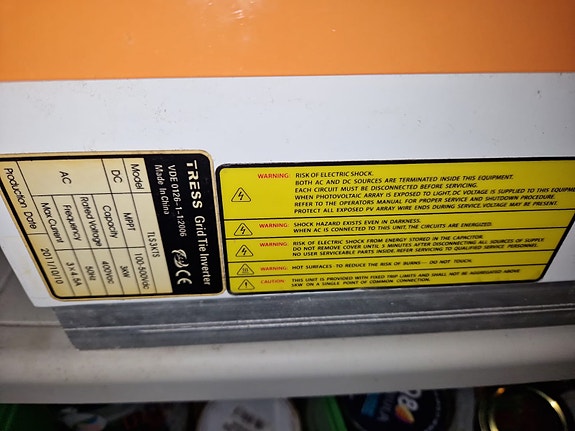 TRESS Grid Tie Inverter
VDE 0126-1-1:2006
Made In China
CE
Model TL53ITS
DC MPPT 100-500Vdc
AC Capacity 5kW
Rated Voltage 400Vac
Frequency 50Hz
Max Current
Production Date 2011/10/10
WARNING: RISK OF ELECTRIC SHOCK.
BOTH AC AND DC SOURCES ARE TERMINATED INSIDE THIS EQUIPMENT.
EACH CIRCUIT MUST BE DISCONNECTED BEFORE SERVICING.
WHEN PHOTOVOLTAIC ARRAY IS EXPOSED TO LIGHT, DC VOLTAGE IS SUPPLIED TO THIS
REFER TO THE OPERATORS MANUAL FOR PROPER SERVICE AND SHUTDOWN PROCEDURE.
PROTECT ALL EXPOSED PV ARRAY WIRE ENDS DURING SERVICE. VOLTAGE MAY BE PRESENT.
WARNING: SHOCK HAZARD EXISTS EVEN IN DARKNESS.
WHEN AC IS CONNECTED TO THIS UNIT, THE CIRCUITS ARE ENERGIZED.
WARNING: RISK OF ELECTRIC SHOCK FROM ENERGY STORED IN THE CAPACITOR.
DO NOT REMOVE COVER UNTIL 5 MINUTES AFTER DISCONNECTING ALL SOURCES OF SUPPLY
NO USER SERVICEABLE PARTS INSIDE. REFER SERVICING TO QUALIFIED SERVICE PERSONNEL.
WARNING: HOT SURFACES- TO REDUCE THE RISK OF BURNS--- DO NOT TOUCH.
CAUTION: THIS UNIT IS PROVIDED WITH FIXED TRIP LIMITS AND SHALL NOT BE AGGREGATED ABOVE
5KW ON A SINGLE POINT OF COMMON CONNECTION.